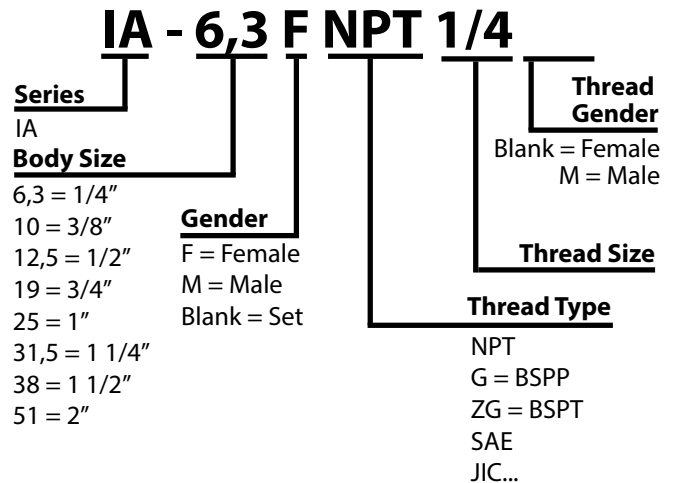 IA - 6,3 F NPT 1/4
Series
IA
Body Size
6,3 = 1/4”
10 = 3/8”
12,5 = 1/2”
19 = 3/4”
25 = 1”
31,5 = 1 1/4”
38 = 1 1/2”
51 = 2”
Gender
F = Female
M = Male
Blank = Set
Thread
Gender
Blank = Female
M = Male
Thread Size
Thread Type
NPT
G = BSPP
ZG = BSPT
SAE
JIC...